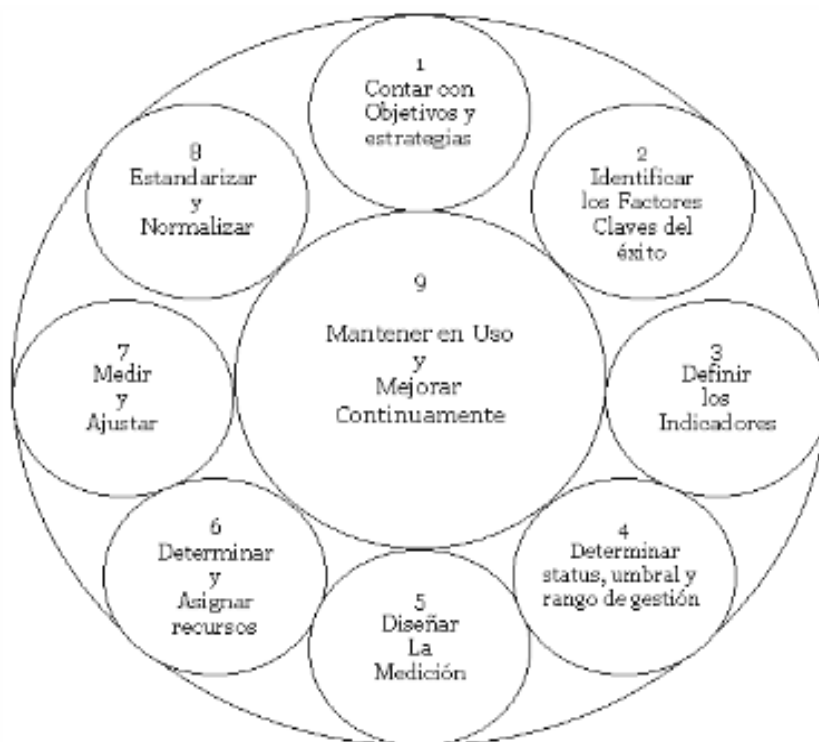 1
Contar con
Objetivos y
estrategias
2
Identificar
los Factores
Claves del
éxito
3
Definir
los
Indicadores
4
Determinar
status, umbral y
rango de gestión
5
Diseñar
La
Medición
6
Determinar
y
Asignar
recursos
7
Medir
y
Ajustar
8
Estandarizar
y
Normalizar
9
Mantener en Uso
y
Mejorar
Continuamente